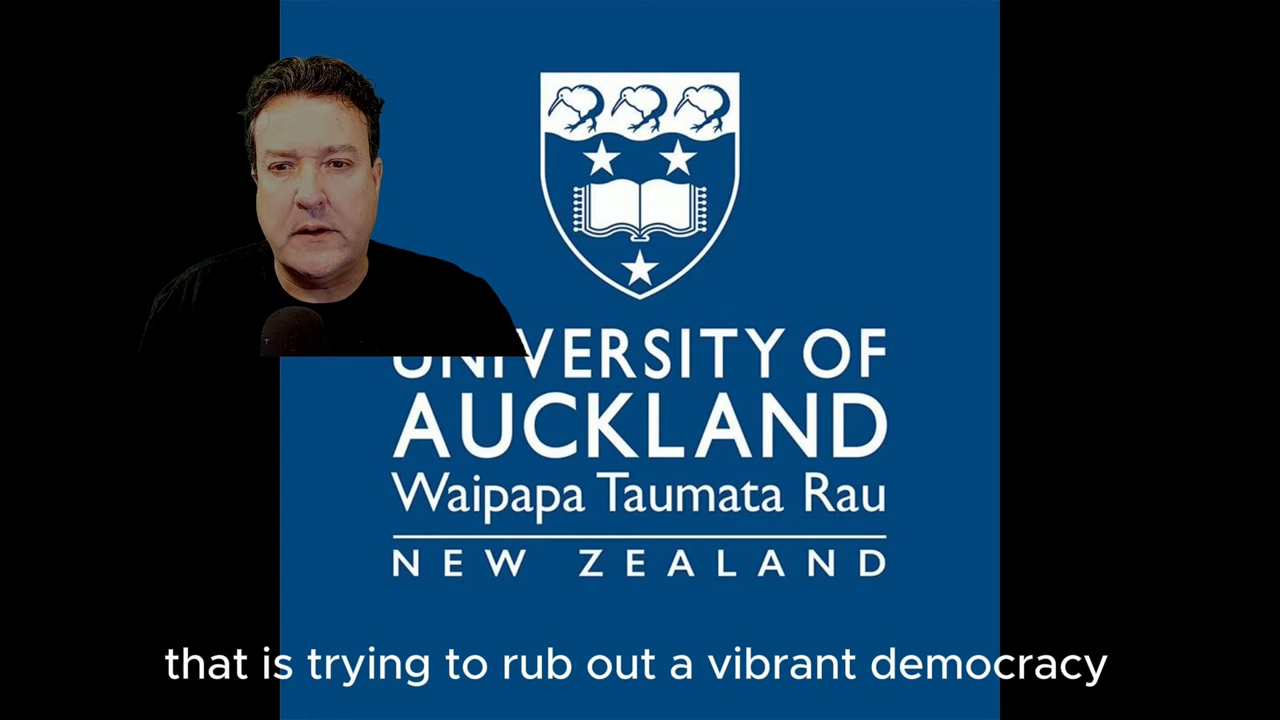 UNIVERSITY OF
AUCKLAND
Waipapa Taumata Rau
NEW ZEALAND
that is trying to rub out a vibrant democracy